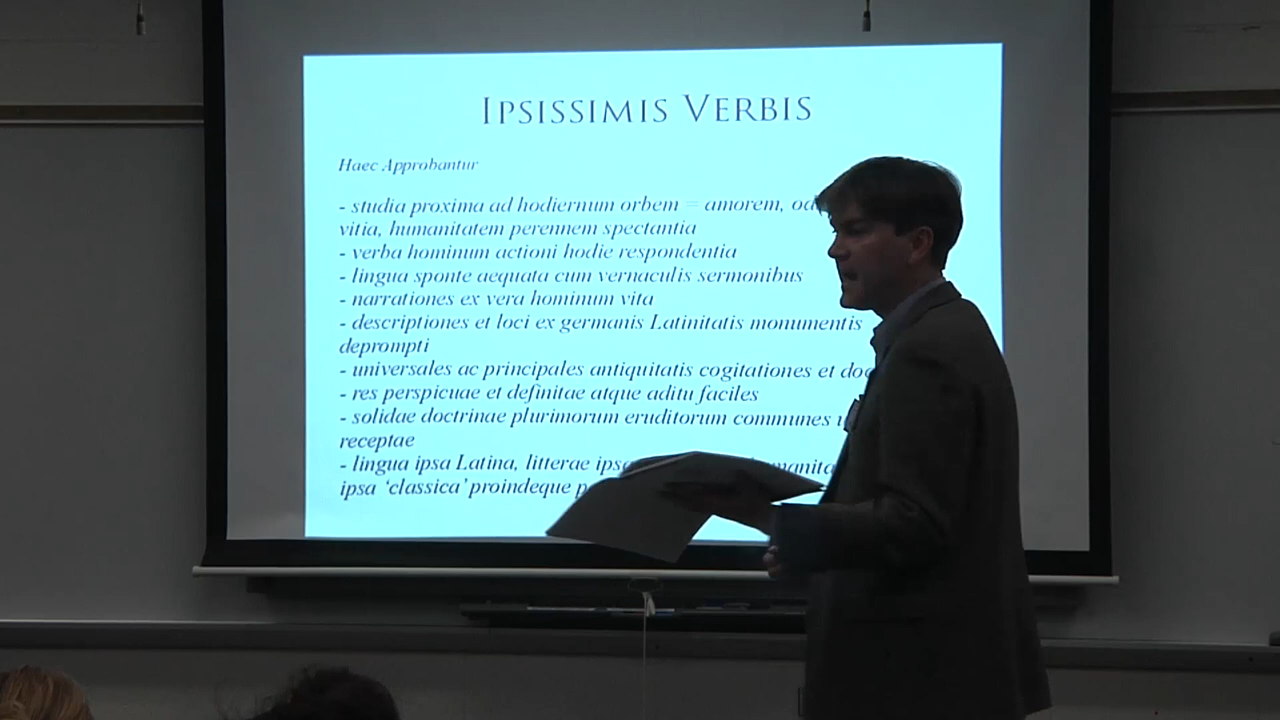 IPSISSIMIS VERBIS
Haec Approbantur
- studia proxima ad hodiernum orbem = amorem,
vitia, humanitatem perennem spectantia
- verba hominum actioni hodie respondentia
- lingua sponte aequata cum vernaculis sermonibus
- narrationes ex vera hominum vita
- descriptiones et loci ex germanis Latinitatis monumentis
deprompti
- universales ac principales antiquitatis cogitationes et
- res perspicuae et definitae atque aditu faciles
- solidae doctrinae plurimorum eruditorum communes
receptae
- lingua ipsa Latina, litterae
ipsa ‘classica’ proindeque